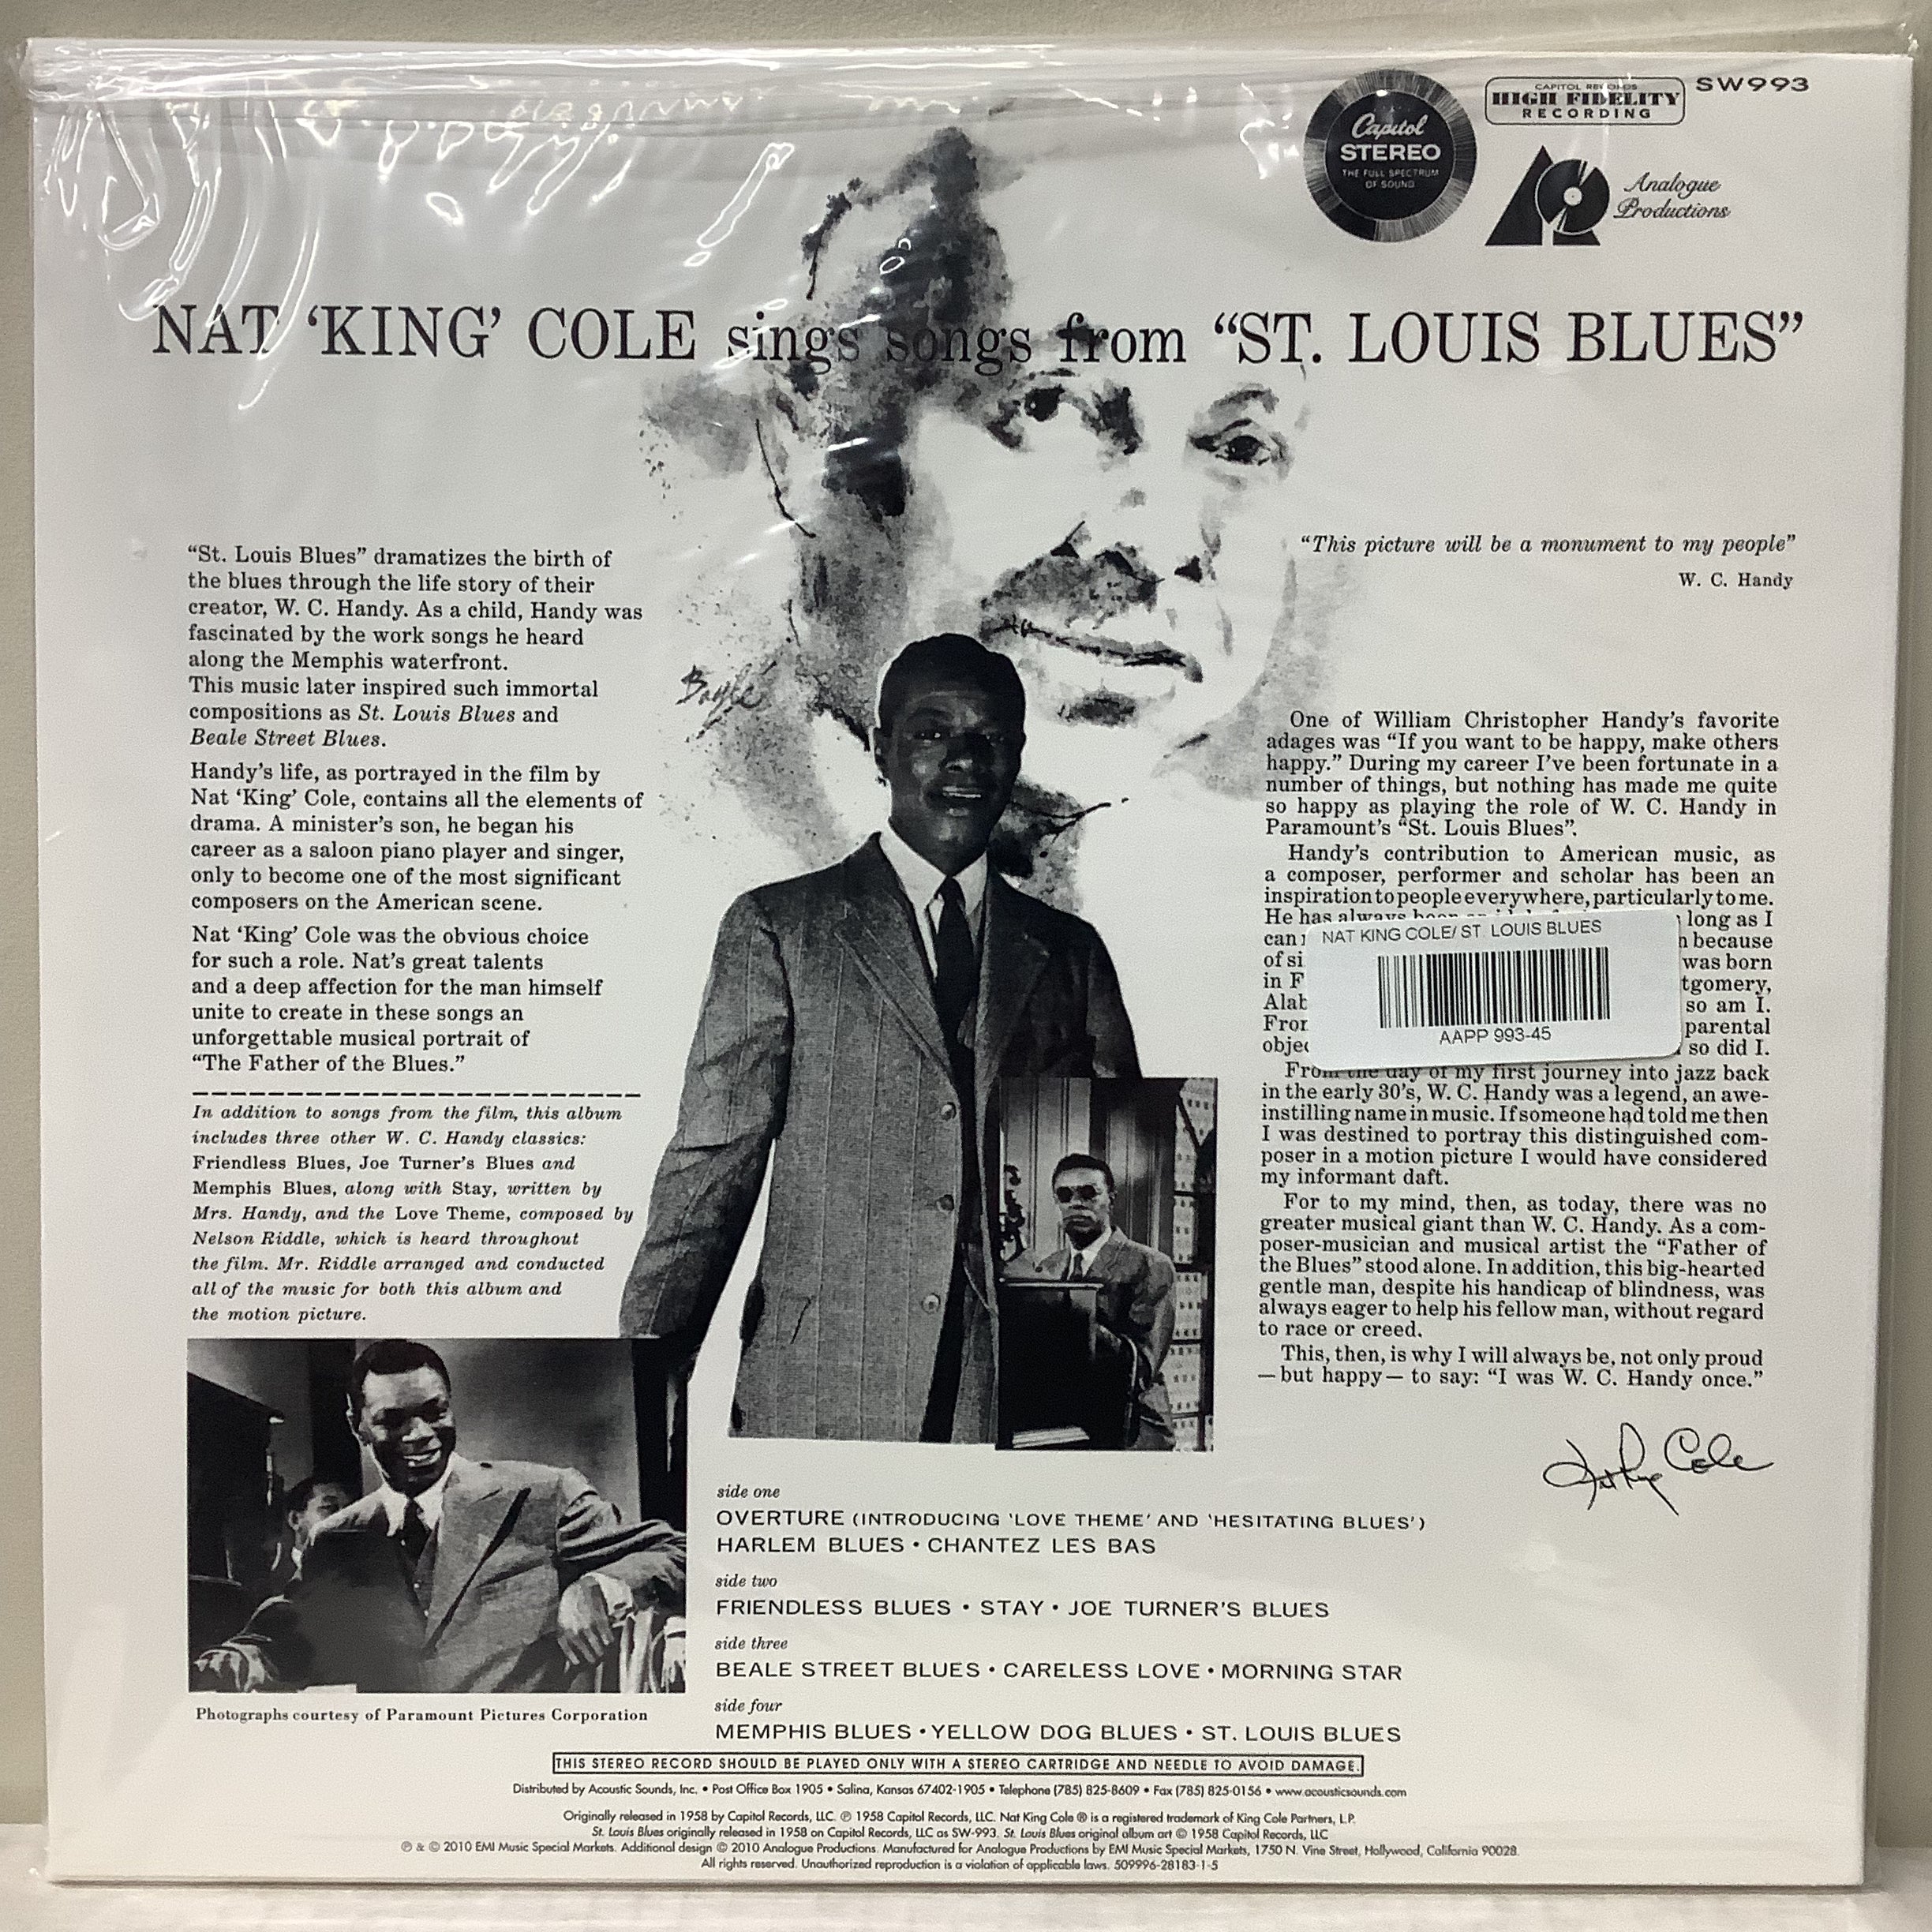 Capitol
STEREO
THE FULL SPECTRUM
OF SOUND
CAPITOL RECORDS
HIGH FIDELITY
RECORDING
SW993
Analogue
Productions
NAT ‘KING’ COLE sings songs from “ST. LOUIS BLUES”
“St. Louis Blues” dramatizes the birth of
the blues through the life story of their
creator, W. C. Handy. As a child, Handy was
fascinated by the work songs he heard
along the Memphis waterfront.
This music later inspired such immortal
compositions as St. Louis Blues and
Beale Street Blues.
Handy’s life, as portrayed in the film by
Nat ‘King’ Cole, contains all the elements of
drama. A minister’s son, he began his
career as a saloon piano player and singer,
only to become one of the most significant
composers on the American scene.
Nat ‘King’ Cole was the obvious choice
for such a role. Nat’s great talents
and a deep affection for the man himself
unite to create in these songs an
unforgettable musical portrait of
“The Father of the Blues.”
In addition to songs from the film, this album
includes three other W. C. Handy classics:
Friendless Blues, Joe Turner’s Blues and
Memphis Blues, along with Stay, written by
Mrs. Handy, and the Love Theme, composed by
Nelson Riddle, which is heard throughout
the film. Mr. Riddle arranged and conducted
all of the music for both this album and
the motion picture.
Photographs courtesy of Paramount Pictures Corporation
“This picture will be a monument to my people”
W. C. Handy
One of William Christopher Handy’s favorite
adages was “If you want to be happy, make others
happy.” During my career I’ve been fortunate in a
number of things, but nothing has made me quite
so happy as playing the role of W. C. Handy in
Paramount’s “St. Louis Blues”.
Handy’s contribution to American music, as
a composer, performer and scholar has been an
inspiration to people everywhere, particularly to me.
He has always been long as I
can because
of was born
in
so am I.
parental
so did I.
NAT KING COLE/ ST. LOUIS BLUES
AAPP 993-45
From the day of my first journey into jazz back
in the early 30’s, W. C. Handy was a legend, an awe-
instilling name in music. If someone had told me then
I was destined to portray this distinguished com-
poser in a motion picture I would have considered
my informant daft.
For to my mind, then, as today, there was no
greater musical giant than W. C. Handy. As a com-
poser-musician and musical artist the “Father of
the Blues” stood alone. In addition, this big-hearted
gentle man, despite his handicap of blindness, was
always eager to help his fellow man, without regard
to race or creed.
This, then, is why I will always be, not only proud
—but happy— to say: “I was W. C. Handy once.”
Nat King Cole
side one
OVERTURE (INTRODUCING ‘LOVE THEME’ AND ‘HESITATING BLUES’)
HARLEM BLUES • CHANTEZ LES BAS
side two
FRIENDLESS BLUES • STAY • JOE TURNER’S BLUES
side three
BEALE STREET BLUES • CARELESS LOVE • MORNING STAR
side four
MEMPHIS BLUES • YELLOW DOG BLUES • ST. LOUIS BLUES
THIS STEREO RECORD SHOULD BE PLAYED ONLY WITH A STEREO CARTRIDGE AND NEEDLE TO AVOID DAMAGE.
Distributed by Acoustic Sounds, Inc. • Post Office Box 1905 • Salina, Kansas 67402-1905 • Telephone (785) 825-8609 • Fax (785) 825-0156 • www.acousticsounds.com
Originally released in 1958 by Capitol Records, LLC. ℗ 1958 Capitol Records, LLC. Nat King Cole ® is a registered trademark of King Cole Partners, L.P.
St. Louis Blues originally released in 1958 on Capitol Records, LLC as SW-993. St. Louis Blues original album art © 1958 Capitol Records, LLC
℗ & © 2010 EMI Music Special Markets. Additional design © 2010 Analogue Productions. Manufactured for Analogue Productions by EMI Music Special Markets, 1750 N. Vine Street, Hollywood, California 90028.
All rights reserved. Unauthorized reproduction is a violation of applicable laws. 509996-28183-1-5